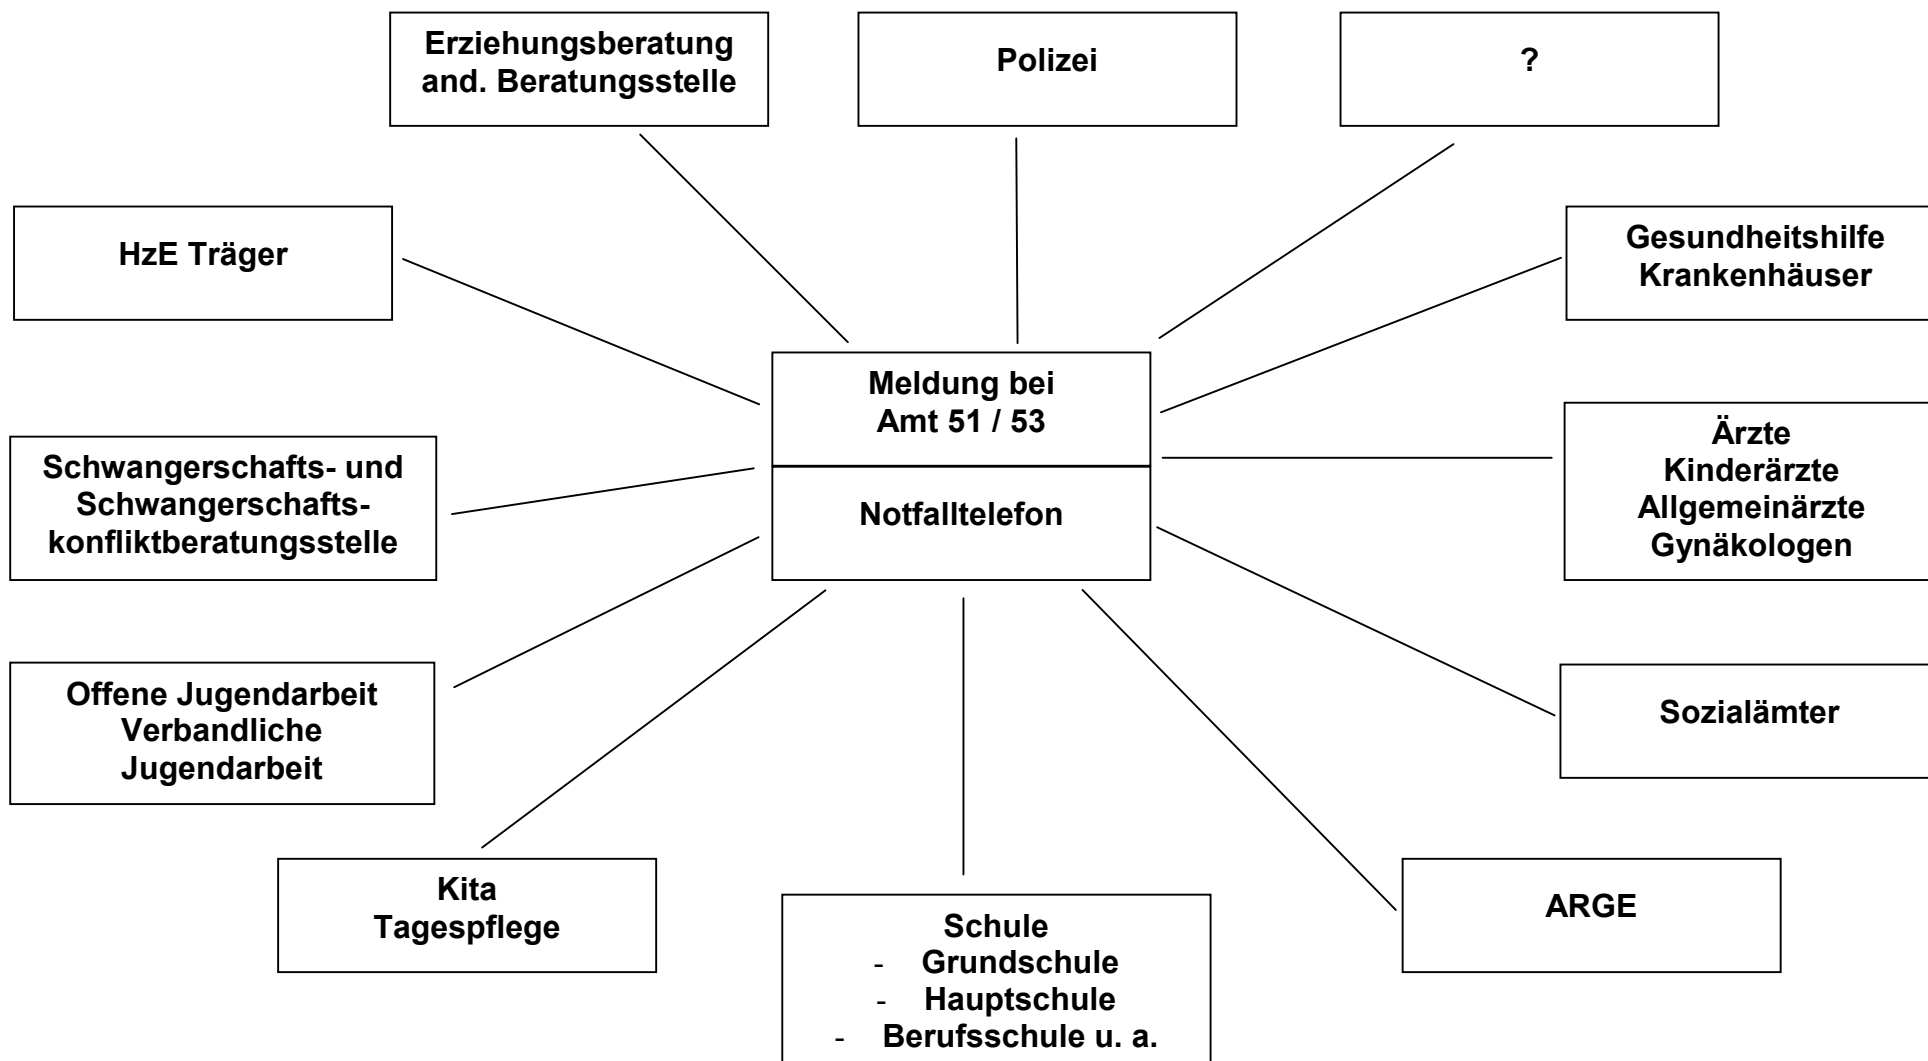 Erziehungsberatung
and. Beratungsstelle
Polizei
?
HzE Träger
Gesundheitshilfe
Krankenhäuser
Meldung bei
Amt 51 / 53
Notfalltelefon
Schwangerschafts- und
Schwangerschafts-
konfliktberatungsstelle
Ärzte
Kinderärzte
Allgemeinärzte
Gynäkologen
Offene Jugendarbeit
Verbandliche
Jugendarbeit
Sozialämter
Kita
Tagespflege
Schule
- Grundschule
- Hauptschule
- Berufsschule u. a.
ARGE